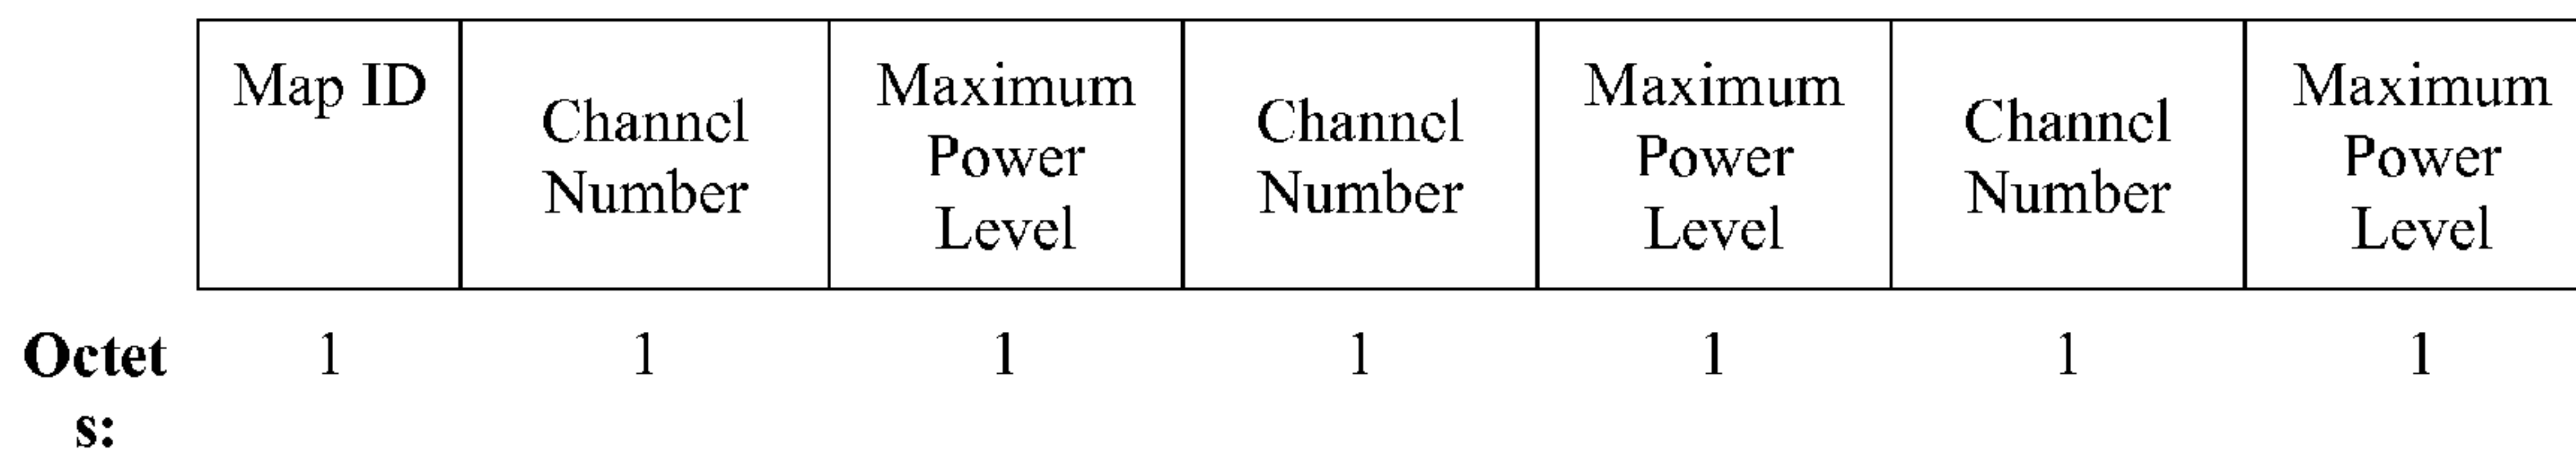 Map ID
Channel
Number
Maximum
Power
Level
Channel
Number
Maximum
Power
Level
Channel
Number
Maximum
Power
Level
Octet
s:
1 1 1 1 1 1 1